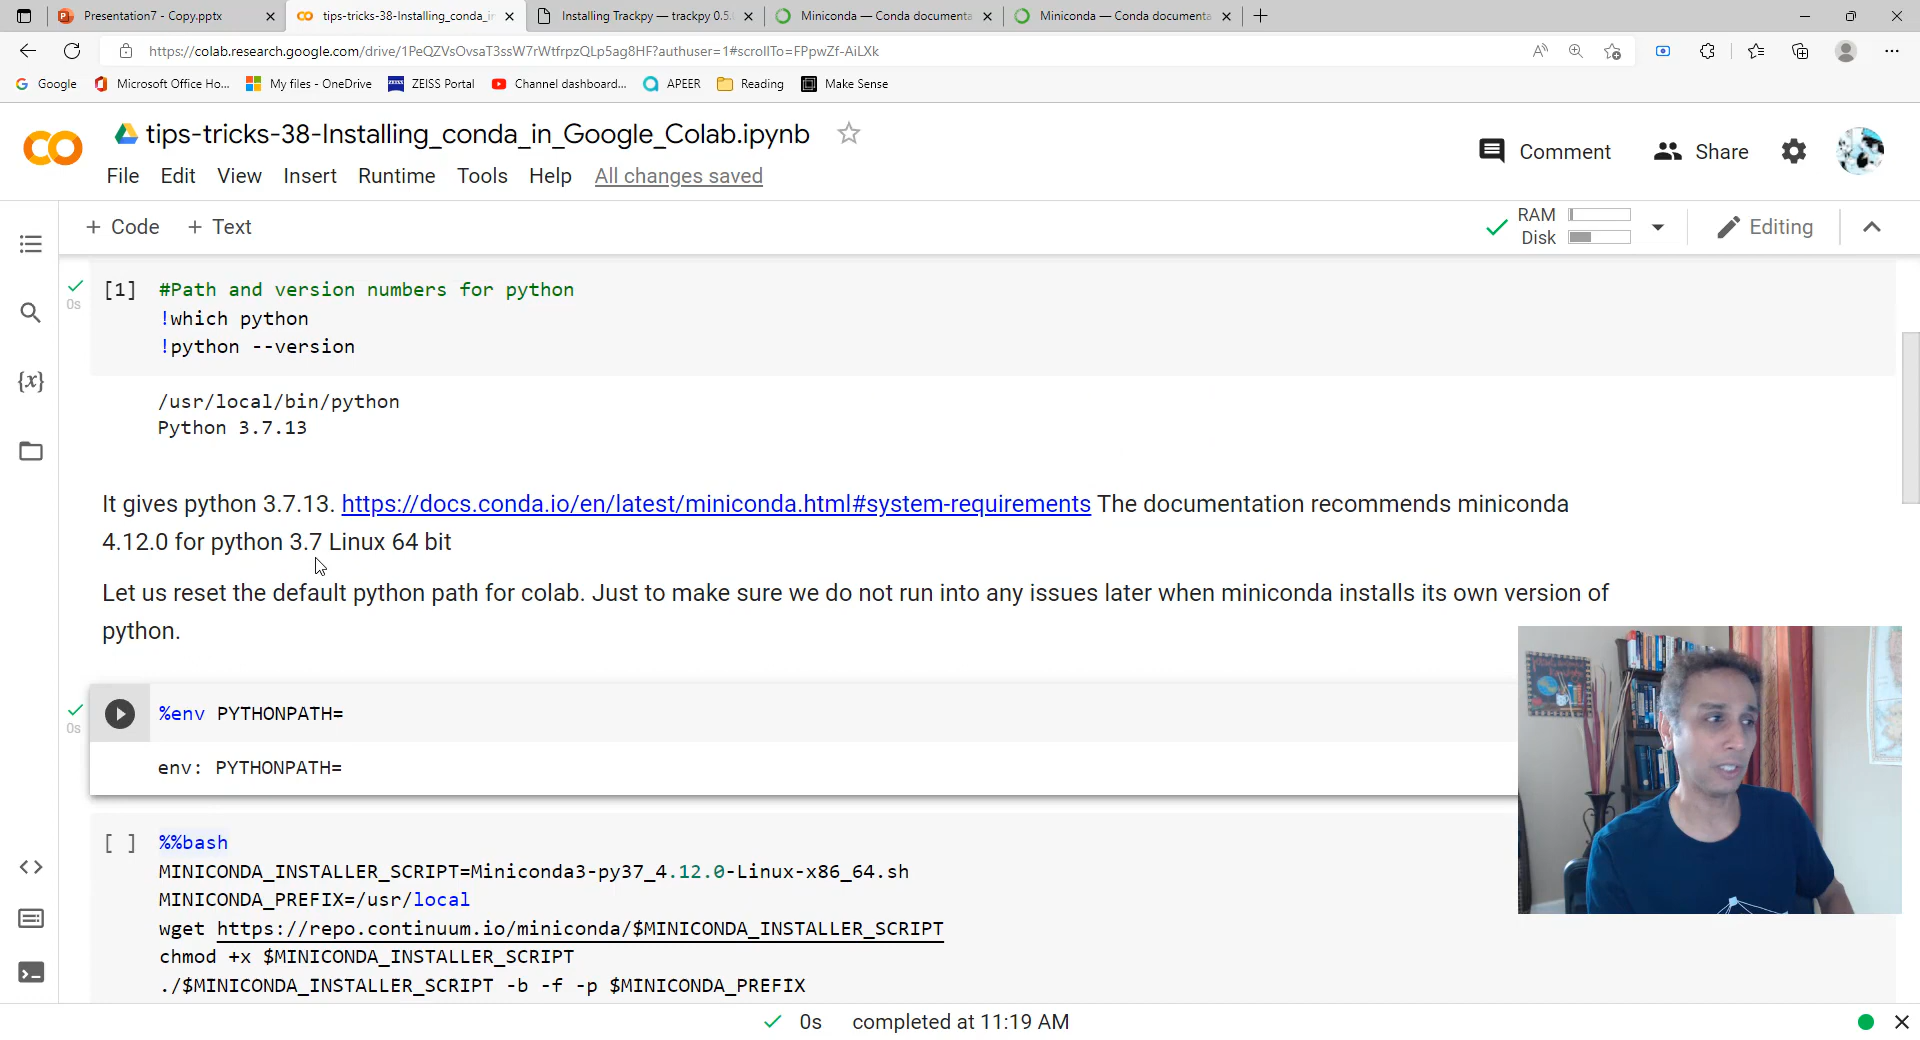 Presentation7 - Copy.pptx
tips-tricks-38-Installing_conda_in
Installing Trackpy — trackpy 0.5.
Miniconda — Conda documenta
Miniconda — Conda documenta
https://colab.research.google.com/drive/1PeQZVsOvsaT3ssW7rWtfrpzQLp5ag8HF?authuser=1#scrollTo=FPpwZf-AiLXk
Google
Microsoft Office Ho...
My files - OneDrive
ZEISS Portal
Channel dashboard...
APEER
Reading
Make Sense
tips-tricks-38-Installing_conda_in_Google_Colab.ipynb
Comment
Share
File Edit View Insert Runtime Tools Help All changes saved
+ Code + Text
RAM
Disk
Editing
[1] #Path and version numbers for python
0s
!which python
!python --version
/usr/local/bin/python
Python 3.7.13
It gives python 3.7.13. https://docs.conda.io/en/latest/miniconda.html#system-requirements The documentation recommends miniconda
4.12.0 for python 3.7 Linux 64 bit
Let us reset the default python path for colab. Just to make sure we do not run into any issues later when miniconda installs its own version of
python.
%env PYTHONPATH=
0s
env: PYTHONPATH=
[ ] %%bash
MINICONDA_INSTALLER_SCRIPT=Miniconda3-py37_4.12.0-Linux-x86_64.sh
MINICONDA_PREFIX=/usr/local
wget https://repo.continuum.io/miniconda/$MINICONDA_INSTALLER_SCRIPT
chmod +x $MINICONDA_INSTALLER_SCRIPT
./$MINICONDA_INSTALLER_SCRIPT -b -f -p $MINICONDA_PREFIX
0s completed at 11:19 AM